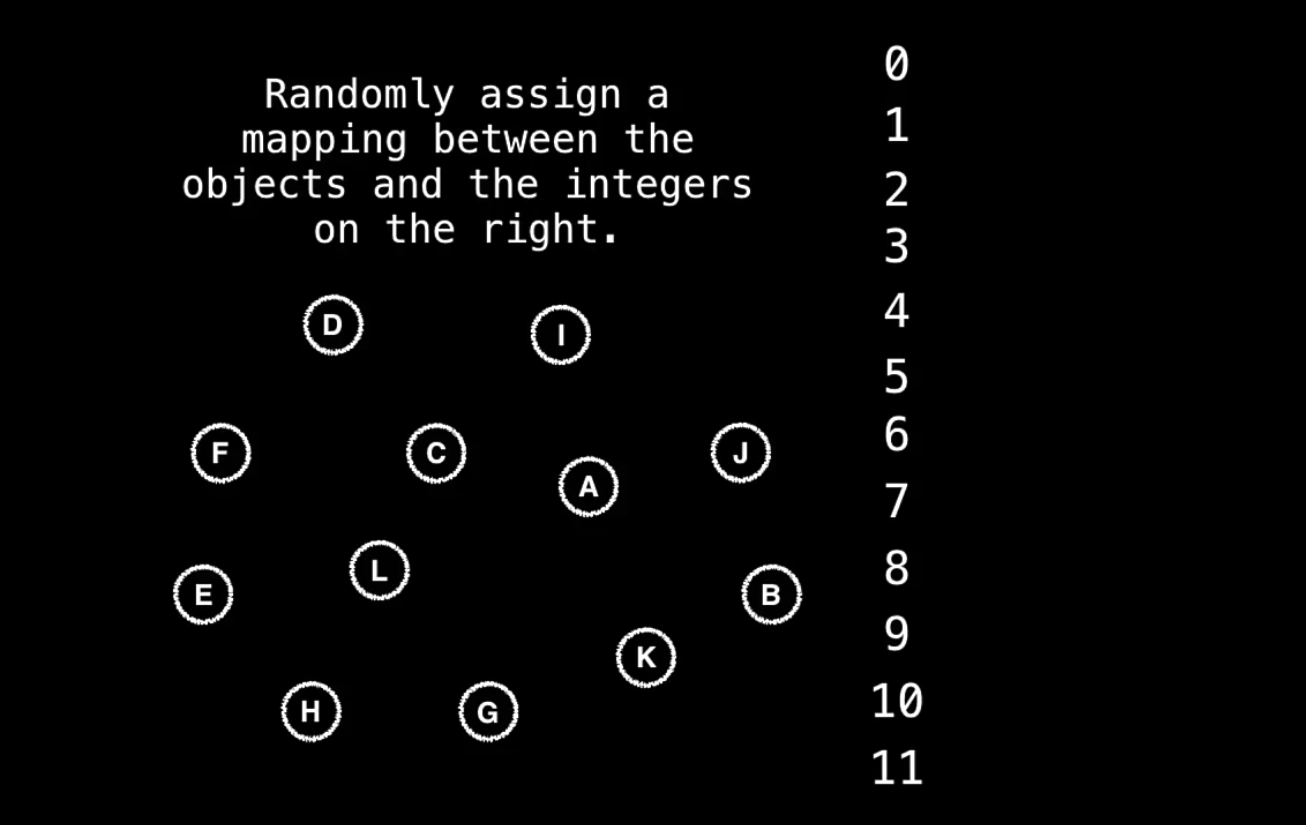 Randomly assign a
mapping between the
objects and the integers
on the right.
D
I
F
C
A
J
L
E
B
K
H
G
0
1
2
3
4
5
6
7
8
9
10
11